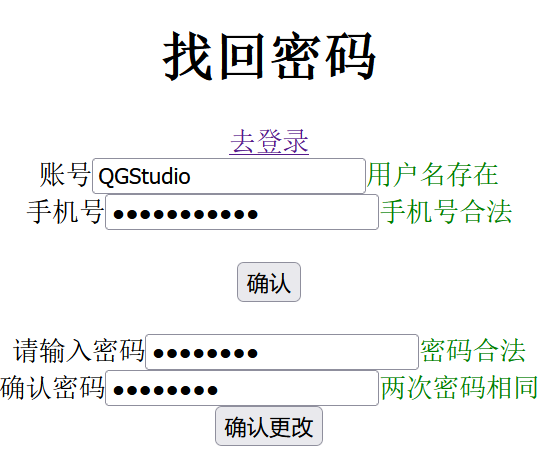 找回密码
去登录
账号 QGStudio 用户名存在
手机号 ●●●●●●●●●●● 手机号合法
确认
请输入密码 ●●●●●●●● 密码合法
确认密码 ●●●●●●●● 两次密码相同
确认更改